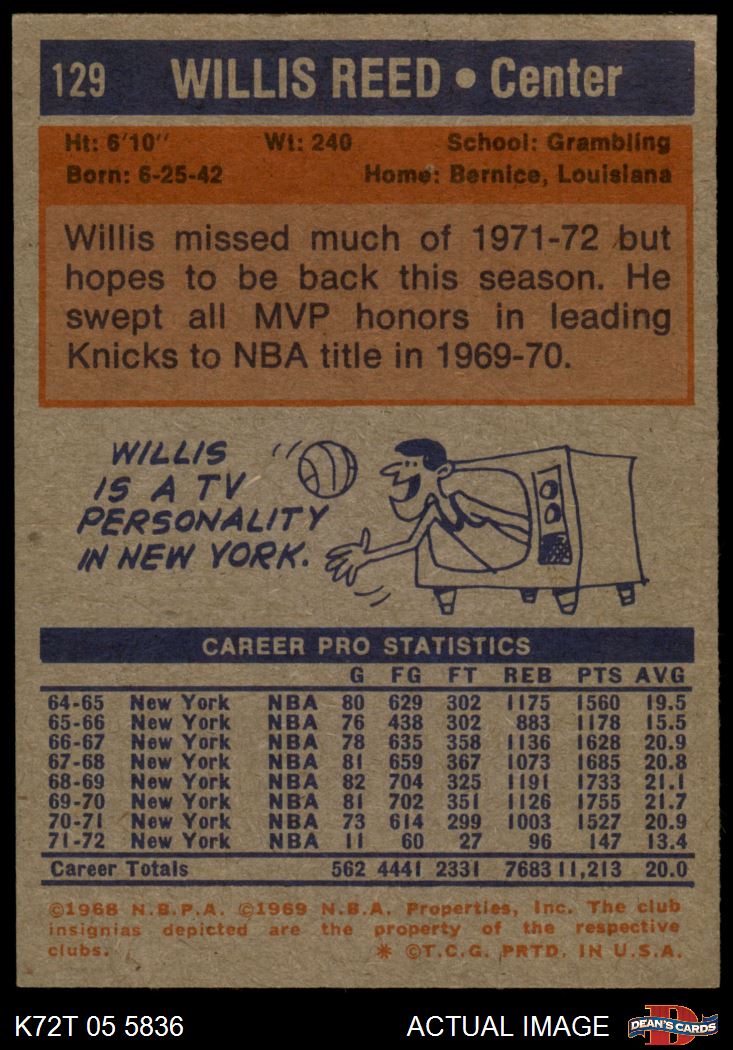 129 WILLIS REED • Center
Ht: 6'10" Wt: 240 School: Grambling
Born: 6-25-42 Home: Bernice, Louisiana
Willis missed much of 1971-72 but
hopes to be back this season. He
swept all MVP honors in leading
Knicks to NBA title in 1969-70.
WILLIS
IS A TV
PERSONALITY
IN NEW YORK.
CAREER PRO STATISTICS
G FG FT REB PTS AVG
64-65 New York NBA 80 629 302 1175 1560 19.5
65-66 New York NBA 76 438 302 883 1178 15.5
66-67 New York NBA 78 635 358 1136 1628 20.9
67-68 New York NBA 81 659 367 1073 1685 20.8
68-69 New York NBA 82 704 325 1191 1733 21.1
69-70 New York NBA 81 702 351 1126 1755 21.7
70-71 New York NBA 73 614 299 1003 1527 20.9
71-72 New York NBA 11 60 27 96 147 13.4
Career Totals 562 4441 2331 7683 11,213 20.0
©1968 N.B.P.A. ©1969 N.B.A. Properties, Inc. The club
insignias depicted are the property of the respective
clubs. * ©T.C.G. PRTD. IN U.S.A.
K72T 05 5836 ACTUAL IMAGE DEAN'S CARDS